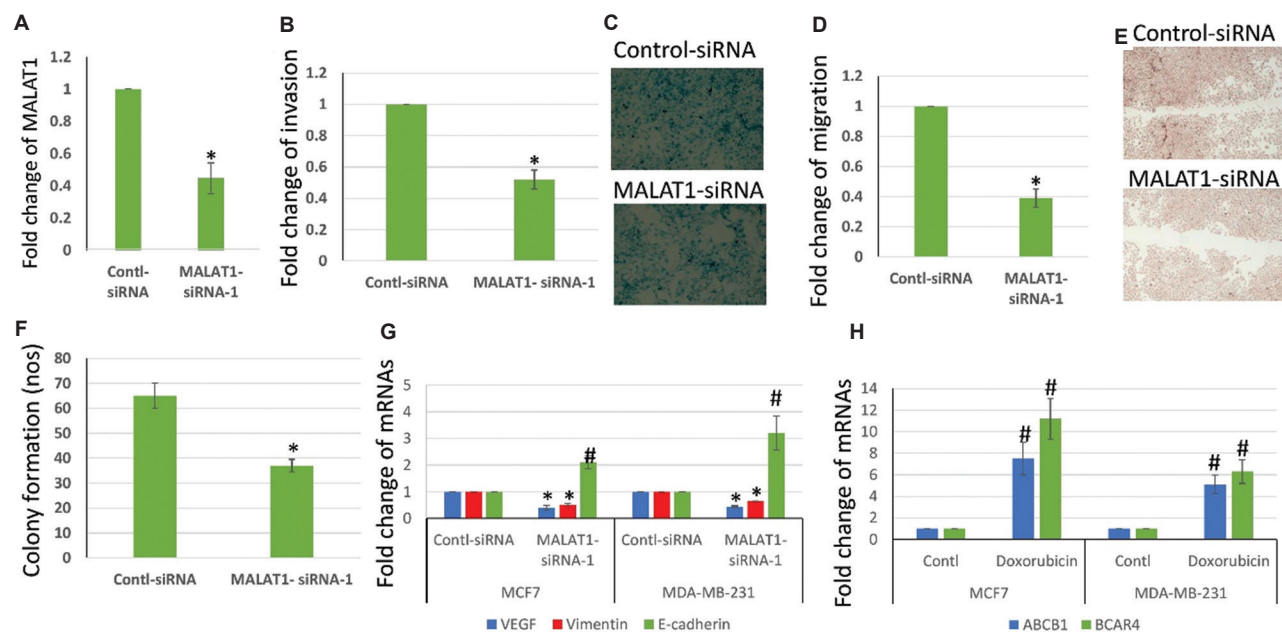 A
Fold change of MALAT1
1.2
1
0.8
0.6
0.4
0.2
0
*
Contl-
siRNA
MALAT1-
siRNA-1
B
Fold change of invasion
1.2
1
0.8
0.6
0.4
0.2
0
*
Contl-siRNA
MALAT1- siRNA-1
C
Control-siRNA
MALAT1-siRNA
D
Fold change of migration
1.2
1
0.8
0.6
0.4
0.2
0
*
Contl-siRNA
MALAT1-
siRNA-1
E
Control-siRNA
MALAT1-siRNA
F
Colony formation (nos)
80
70
60
50
40
30
20
10
0
*
Contl-siRNA
MALAT1- siRNA-1
G
Fold change of mRNAs
5
4
3
2
1
0
* * #
* * #
Contl-siRNA
MALAT1-
siRNA-1
Contl-siRNA
MALAT1-
siRNA-1
MCF7
MDA-MB-231
VEGF
Vimentin
E-cadherin
H
Fold change of mRNAs
14
12
10
8
6
4
2
0
# #
# #
Contl
Doxorubicin
Contl
Doxorubicin
MCF7
MDA-MB-231
ABCB1
BCAR4